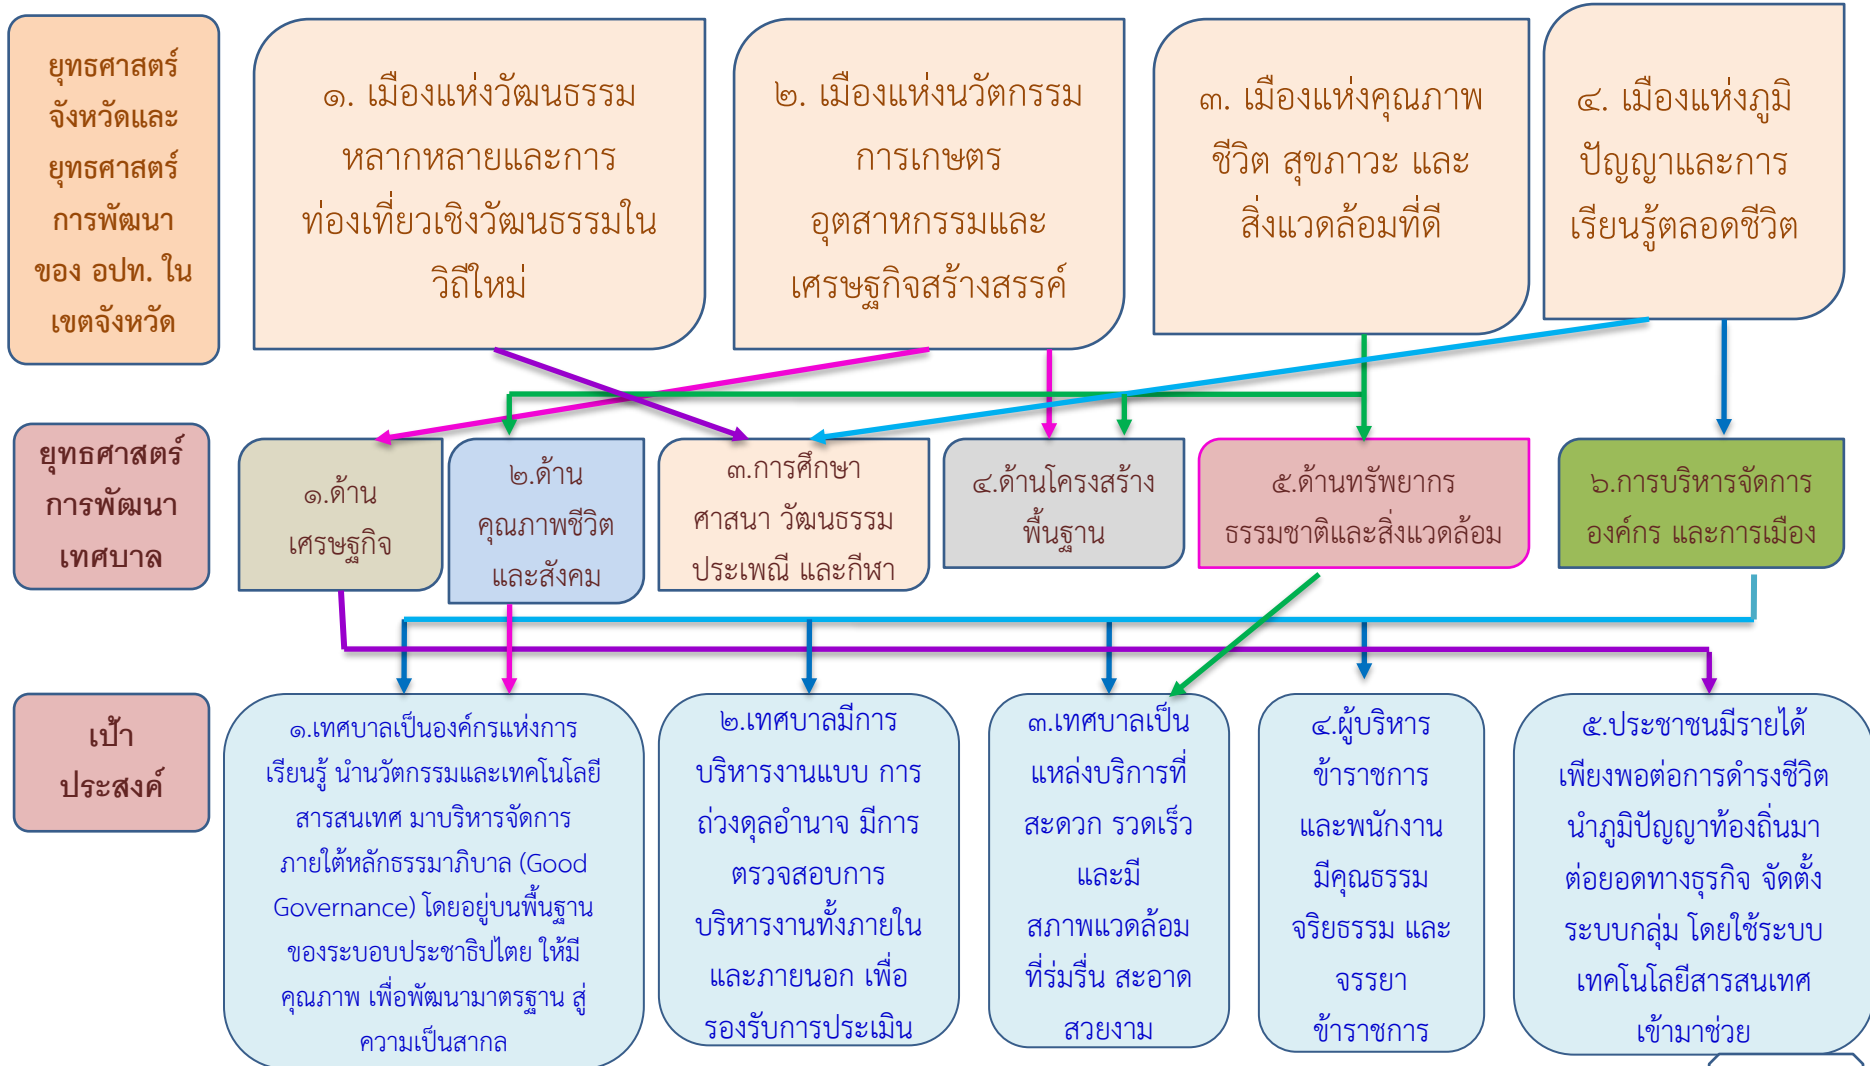 ยุทธศาสตร์
จังหวัดและ
ยุทธศาสตร์
การพัฒนา
ของ อปท. ใน
เขตจังหวัด
๑. เมืองแห่งวัฒนธรรม
หลากหลายและการ
ท่องเที่ยวเชิงวัฒนธรรมใน
วิถีใหม่
๒. เมืองแห่งนวัตกรรม
การเกษตร
อุตสาหกรรมและ
เศรษฐกิจสร้างสรรค์
๓. เมืองแห่งคุณภาพ
ชีวิต สุขภาวะ และ
สิ่งแวดล้อมที่ดี
๔. เมืองแห่งภูมิ
ปัญญาและการ
เรียนรู้ตลอดชีวิต
ยุทธศาสตร์
การพัฒนา
เทศบาล
๑.ด้าน
เศรษฐกิจ
๒.ด้าน
คุณภาพชีวิต
และสังคม
๓.การศึกษา
ศาสนา วัฒนธรรม
ประเพณี และกีฬา
๔.ด้านโครงสร้าง
พื้นฐาน
๕.ด้านทรัพยากร
ธรรมชาติและสิ่งแวดล้อม
๖.การบริหารจัดการ
องค์กร และการเมือง
เป้า
ประสงค์
๑.เทศบาลเป็นองค์กรแห่งการ
เรียนรู้ นำนวัตกรรมและเทคโนโลยี
สารสนเทศ มาบริหารจัดการ
ภายใต้หลักธรรมาภิบาล (Good
Governance) โดยอยู่บนพื้นฐาน
ของระบอบประชาธิปไตย ให้มี
คุณภาพ เพื่อพัฒนามาตรฐาน สู่
ความเป็นสากล
๒.เทศบาลมีการ
บริหารงานแบบ การ
ถ่วงดุลอำนาจ มีการ
ตรวจสอบการ
บริหารงานทั้งภายใน
และภายนอก เพื่อ
รองรับการประเมิน
๓.เทศบาลเป็น
แหล่งบริการที่
สะดวก รวดเร็ว
และมี
สภาพแวดล้อม
ที่ร่มรื่น สะอาด
สวยงาม
๔.ผู้บริหาร
ข้าราชการ
และพนักงาน
มีคุณธรรม
จริยธรรม และ
จรรยา
ข้าราชการ
๕.ประชาชนมีรายได้
เพียงพอต่อการดำรงชีวิต
นำภูมิปัญญาท้องถิ่นมา
ต่อยอดทางธุรกิจ จัดตั้ง
ระบบกลุ่ม โดยใช้ระบบ
เทคโนโลยีสารสนเทศ
เข้ามาช่วย